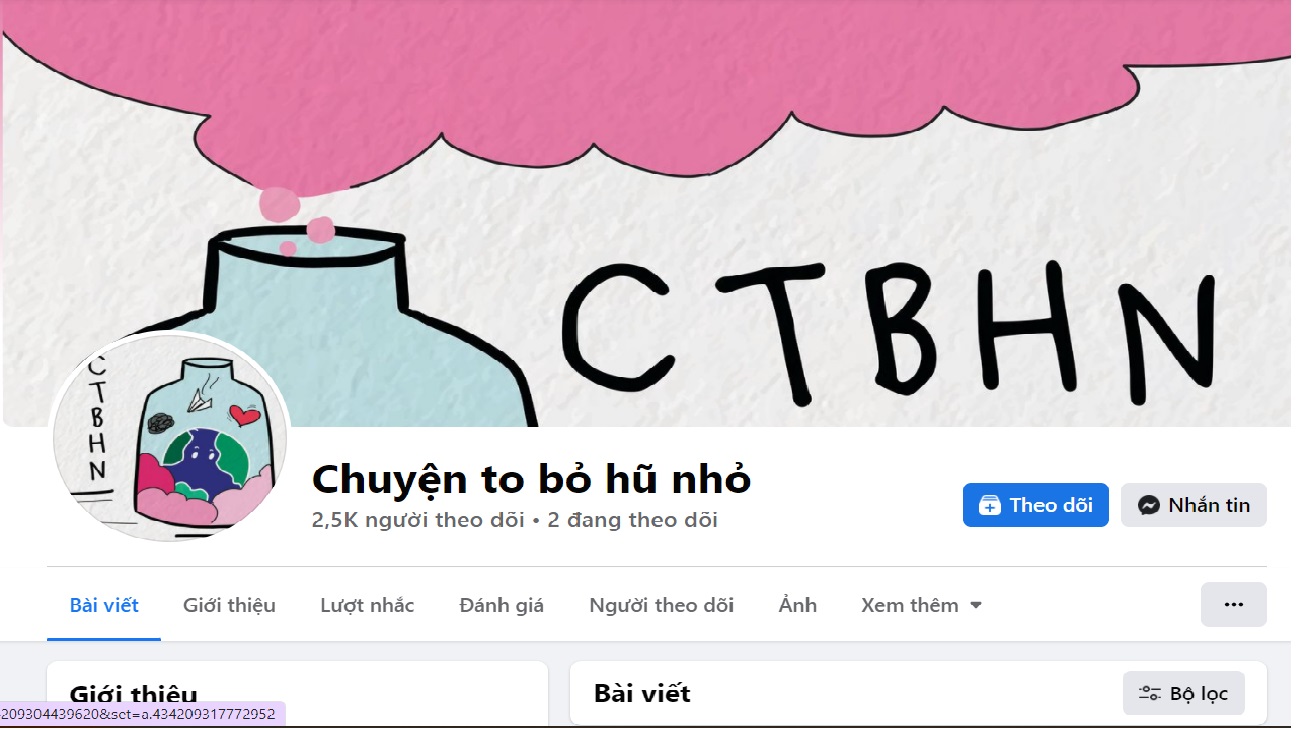 C T B H N
C
T
B
H
N
Chuyện to bỏ hũ nhỏ
2,5K người theo dõi • 2 đang theo dõi
Theo dõi
Nhắn tin
Bài viết Giới thiệu Lượt nhắc Đánh giá Người theo dõi Ảnh Xem thêm
Giới thiệu
Bài viết
Bộ lọc
209304439620&set=a.434209317772952